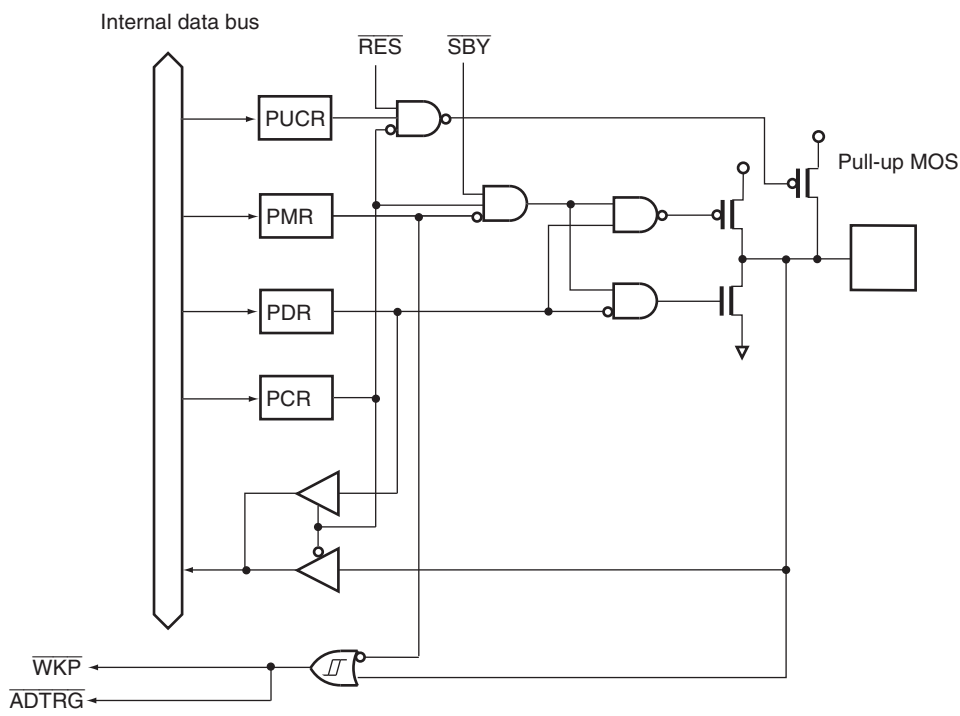 Internal data bus
RES
SBY
PUCR
Pull-up MOS
PMR
PDR
PCR
WKP
ADTRG